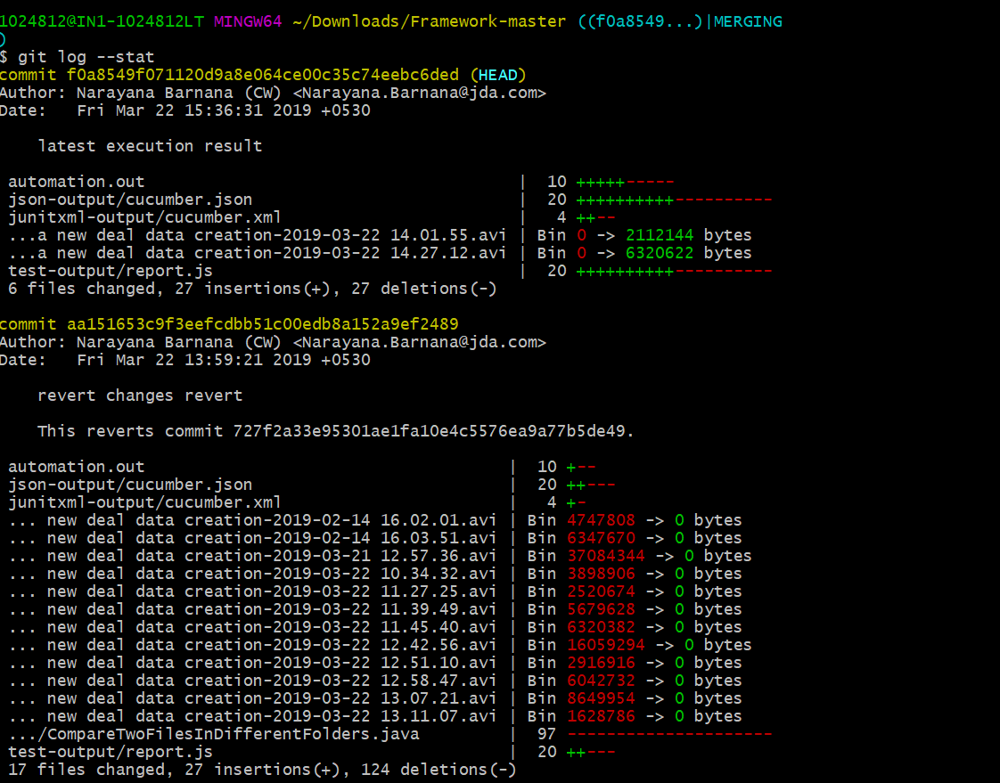 1024812@IN1-1024812LT MINGW64 ~/Downloads/Framework-master ((f0a8549...)|MERGING
)
$ git log --stat
commit f0a8549f071120d9a8e064ce00c35c74eebc6ded (HEAD)
Author: Narayana Barnana (CW) <Narayana.Barnana@jda.com>
Date:   Fri Mar 22 15:36:31 2019 +0530
latest execution result
automation.out | 10 +++++-----
json-output/cucumber.json | 20 ++++++++++----------
junitxml-output/cucumber.xml | 4 ++--
...a new deal data creation-2019-03-22 14.01.55.avi | Bin 0 -> 2112144 bytes
...a new deal data creation-2019-03-22 14.27.12.avi | Bin 0 -> 6320622 bytes
test-output/report.js | 20 ++++++++++----------
6 files changed, 27 insertions(+), 27 deletions(-)
commit aa151653c9f3eefcdbb51c00edb8a152a9ef2489
Author: Narayana Barnana (CW) <Narayana.Barnana@jda.com>
Date:   Fri Mar 22 13:59:21 2019 +0530
revert changes revert
This reverts commit 727f2a33e95301ae1fa10e4c5576ea9a77b5de49.
automation.out | 10 +--
json-output/cucumber.json | 20 ++---
junitxml-output/cucumber.xml | 4 +-
... new deal data creation-2019-02-14 16.02.01.avi | Bin 4747808 -> 0 bytes
... new deal data creation-2019-02-14 16.03.51.avi | Bin 6347670 -> 0 bytes
... new deal data creation-2019-03-21 12.57.36.avi | Bin 37084344 -> 0 bytes
... new deal data creation-2019-03-22 10.34.32.avi | Bin 3898906 -> 0 bytes
... new deal data creation-2019-03-22 11.27.25.avi | Bin 2520674 -> 0 bytes
... new deal data creation-2019-03-22 11.39.49.avi | Bin 5679628 -> 0 bytes
... new deal data creation-2019-03-22 11.45.40.avi | Bin 6320382 -> 0 bytes
... new deal data creation-2019-03-22 12.42.56.avi | Bin 16059294 -> 0 bytes
... new deal data creation-2019-03-22 12.51.10.avi | Bin 2916916 -> 0 bytes
... new deal data creation-2019-03-22 12.58.47.avi | Bin 6042732 -> 0 bytes
... new deal data creation-2019-03-22 13.07.21.avi | Bin 8649954 -> 0 bytes
... new deal data creation-2019-03-22 13.11.07.avi | Bin 1628786 -> 0 bytes
.../CompareTwoFilesInDifferentFolders.java | 97 ---------------------
test-output/report.js | 20 ++---
17 files changed, 27 insertions(+), 124 deletions(-)